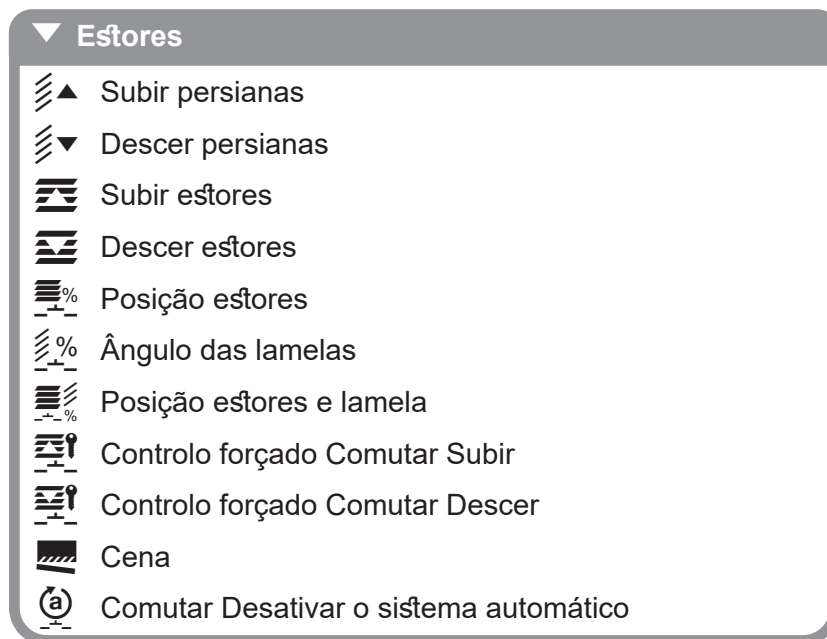 Estores
Subir persianas
Descer persianas
Subir estores
Descer estores
% Posição estores
% Ângulo das lamelas
% Posição estores e lamela
Controlo forçado Comutar Subir
Controlo forçado Comutar Descer
Cena
a Comutar Desativar o sistema automático